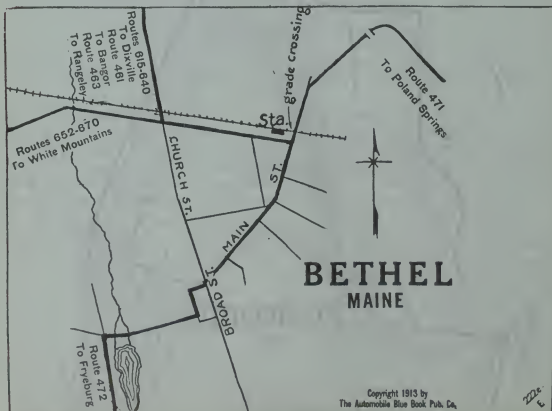 Routes 615-640
To Dixville
Route 461
To Bangor
Route 463
To Rangeley
grade crossing
Route 471
To Poland Springs
Sta.
Routes 652-670
To White Mountains
CHURCH ST.
MAIN ST.
BETHEL
MAINE
BROAD ST.
Route 472
To Fryeburg
Copyright 1913 by
The Automobile Blue Book Pub. Co.